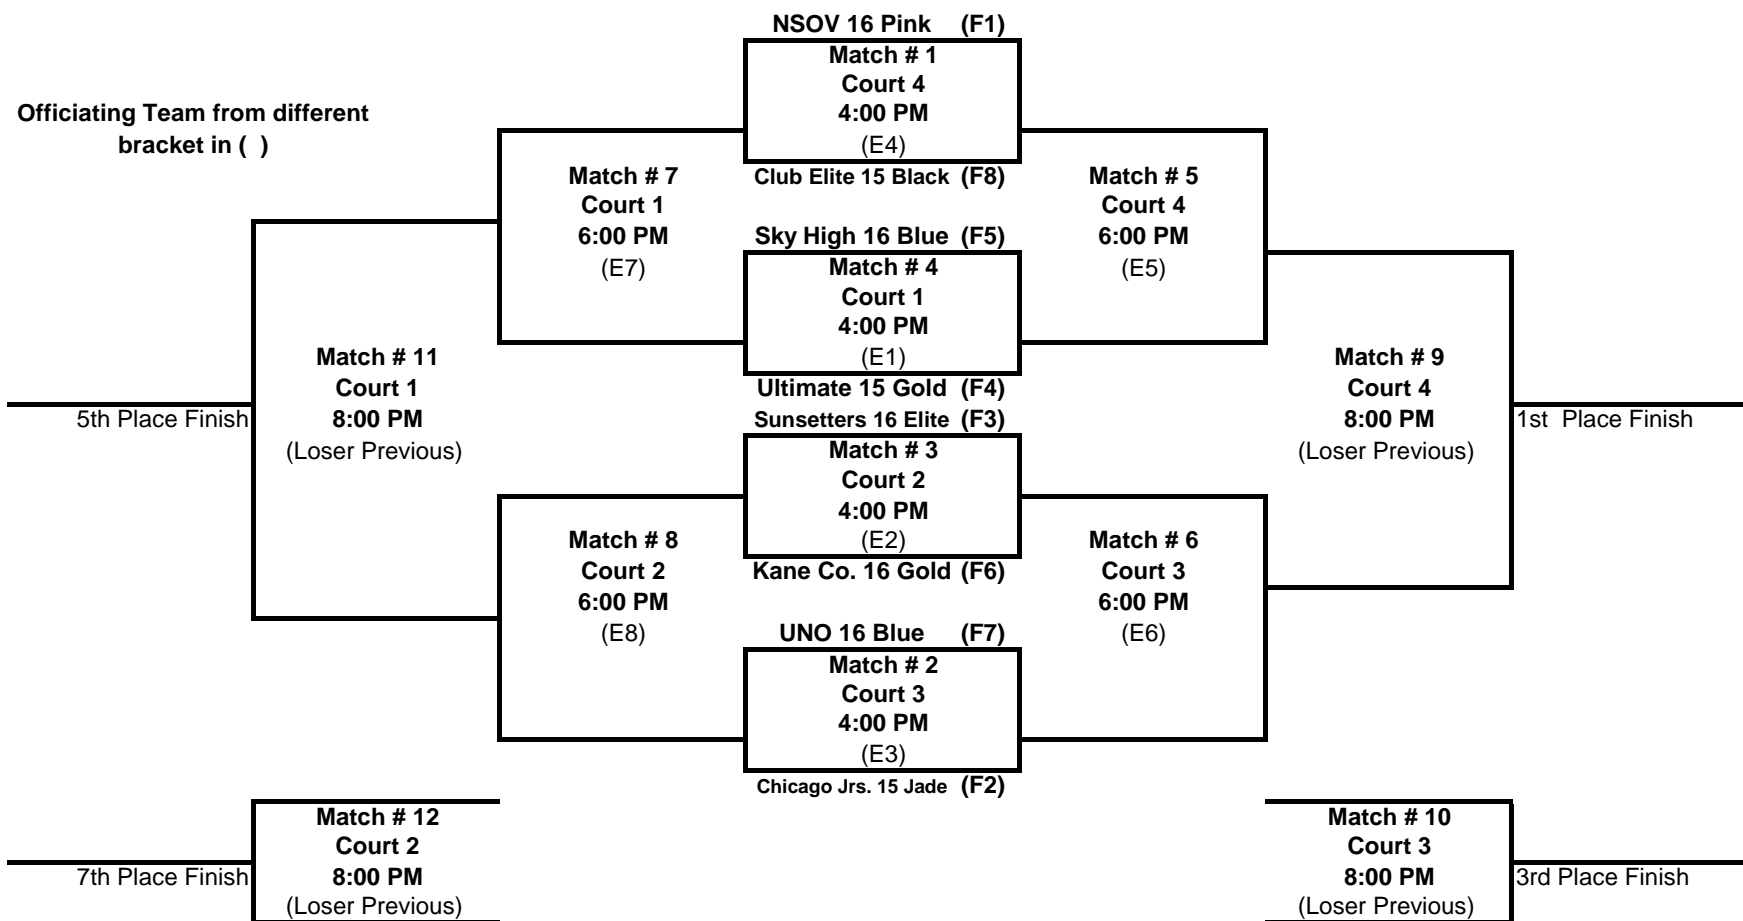 NSOV 16 Pink (F1)
Match # 1
Court 4
4:00 PM
(E4)
Club Elite 15 Black (F8)
Officiating Team from different
bracket in (  )
Match # 7
Court 1
6:00 PM
(E7)
Match # 5
Court 4
6:00 PM
(E5)
Sky High 16 Blue (F5)
Match # 4
Court 1
4:00 PM
(E1)
Ultimate 15 Gold (F4)
Match # 11
Court 1
8:00 PM
(Loser Previous)
5th Place Finish
Match # 9
Court 4
8:00 PM
(Loser Previous)
1st Place Finish
Sunsetters 16 Elite (F3)
Match # 3
Court 2
4:00 PM
(E2)
Kane Co. 16 Gold (F6)
Match # 8
Court 2
6:00 PM
(E8)
Match # 6
Court 3
6:00 PM
(E6)
UNO 16 Blue (F7)
Match # 2
Court 3
4:00 PM
(E3)
Chicago Jrs. 15 Jade (F2)
Match # 12
Court 2
8:00 PM
(Loser Previous)
7th Place Finish
Match # 10
Court 3
8:00 PM
(Loser Previous)
3rd Place Finish